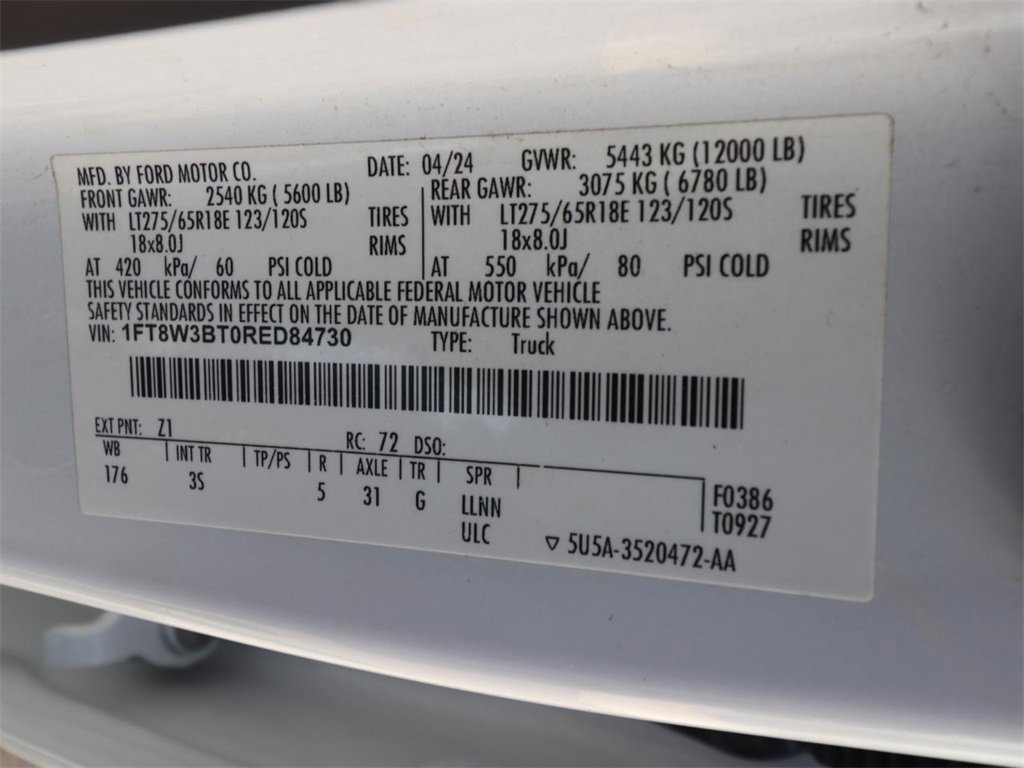 MFD. BY FORD MOTOR CO. DATE: 04/24 GVWR: 5443 KG (12000 LB)
FRONT GAWR: 2540 KG ( 5600 LB) REAR GAWR: 3075 KG ( 6780 LB)
WITH LT275/65R18E 123/120S TIRES WITH LT275/65R18E 123/120S TIRES
18x8.0J RIMS 18x8.0J RIMS
AT 420 kPa/ 60 PSI COLD AT 550 kPa/ 80 PSI COLD
THIS VEHICLE CONFORMS TO ALL APPLICABLE FEDERAL MOTOR VEHICLE
SAFETY STANDARDS IN EFFECT ON THE DATE OF MANUFACTURE SHOWN ABOVE.
VIN: 1FT8W3BT0RED84730 TYPE: Truck
EXT PNT: Z1 RC: 72 DSO:
WB INT TR TP/PS R AXLE TR SPR
176 3S 5 31 G LLNN F0386
ULC T0927
▽ 5U5A-3520472-AA